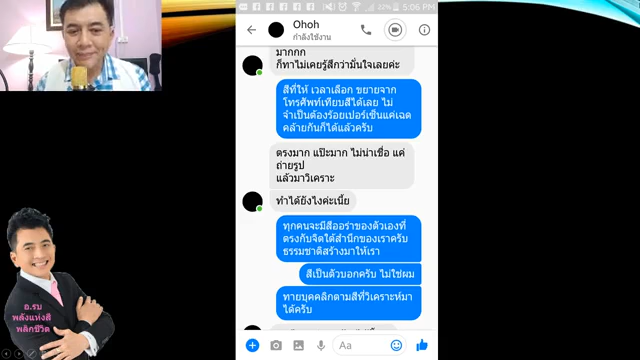 22% 5:06 PM
Ohoh
กำลังใช้งาน
มากกก
ก็ทาไม่เคยรู้สึกว่ามั่นใจเลยค่ะ
สีที่ให้ เวลาเลือก ขยายจาก
โทรศัพท์เทียบสีได้เลย ไม่
จำเป็นต้องร้อยเปอร์เซ็นแค่เฉด
คล้ายกันก็ได้แล้วครับ
ตรงมาก แป๊ะมาก ไม่น่าเชื่อ แค่
ถ่ายรูป
แล้วมาวิเคราะ
ทำได้ยังไงค่ะเนี้ย
ทุกคนจะมีสีออร่าของตัวเองที่
ตรงกับจิตใต้สำนึกของเราครับ
ธรรมชาติสร้างมาให้เรา
สีเป็นตัวบอกครับ ไม่ใช่ผม
ทายบุคคลิกตามสีที่วิเคราะห์มา
ได้ครับ
Aa
อ.รบ
พลังแห่งสี
พลิกชีวิต